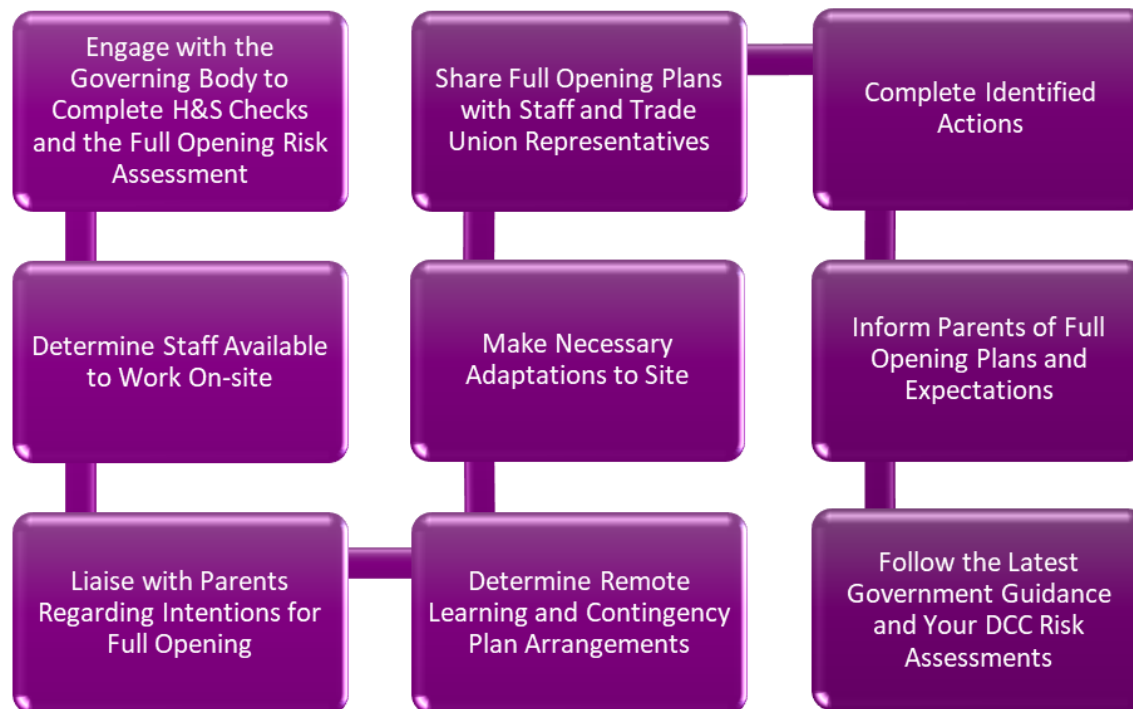 Engage with the
Governing Body to
Complete H&S Checks
and the Full Opening Risk
Assessment
Determine Staff Available
to Work On-site
Liaise with Parents
Regarding Intentions for
Full Opening
Determine Remote
Learning and Contingency
Plan Arrangements
Make Necessary
Adaptations to Site
Share Full Opening Plans
with Staff and Trade
Union Representatives
Complete Identified
Actions
Inform Parents of Full
Opening Plans and
Expectations
Follow the Latest
Government Guidance
and Your DCC Risk
Assessments